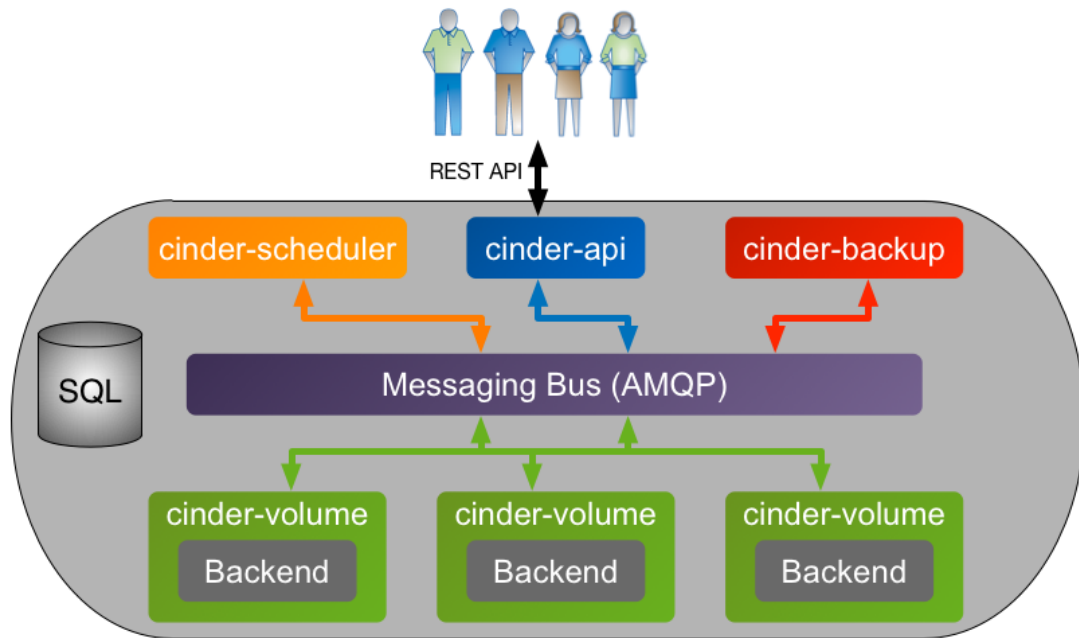 REST API
cinder-scheduler
cinder-api
cinder-backup
SQL
Messaging Bus (AMQP)
cinder-volume
Backend
cinder-volume
Backend
cinder-volume
Backend